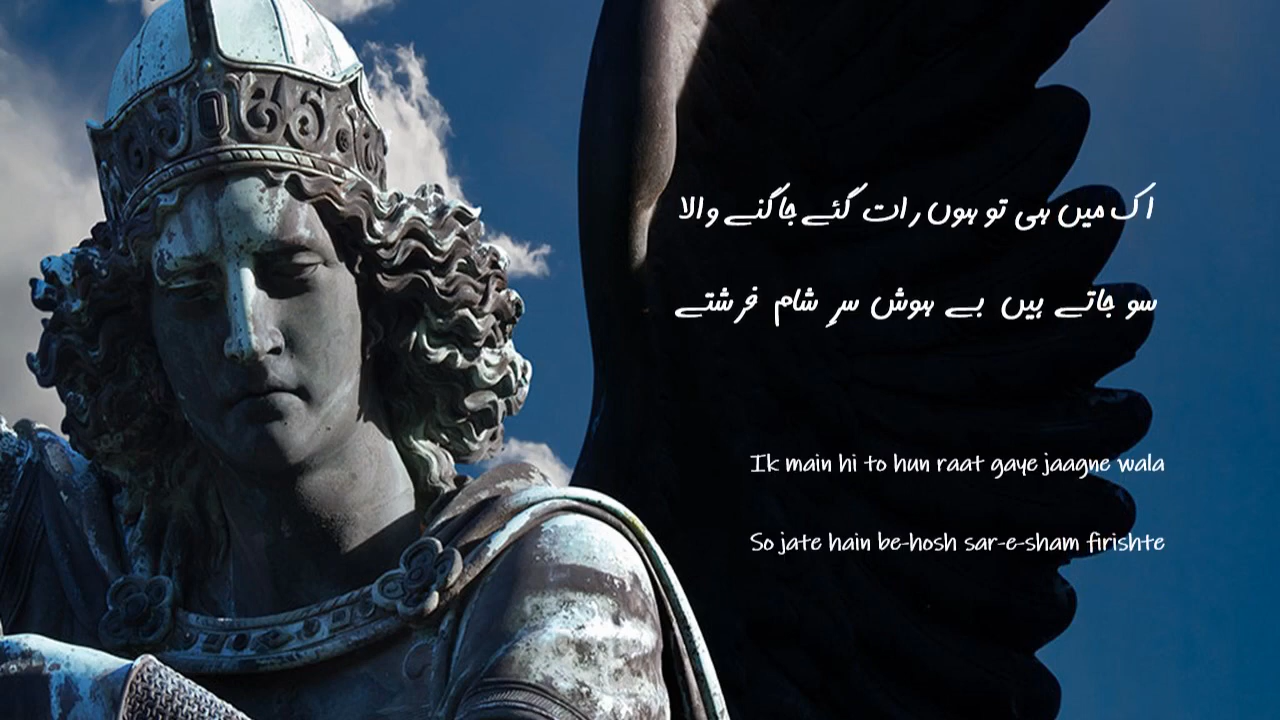 اک میں ہی تو ہوں رات گئے جاگنے والا
سو جاتے ہیں بے ہوش سرِ شام فرشتے
Ik main hi to hun raat gaye jaagne wala
So jate hain be-hosh sar-e-sham firishte